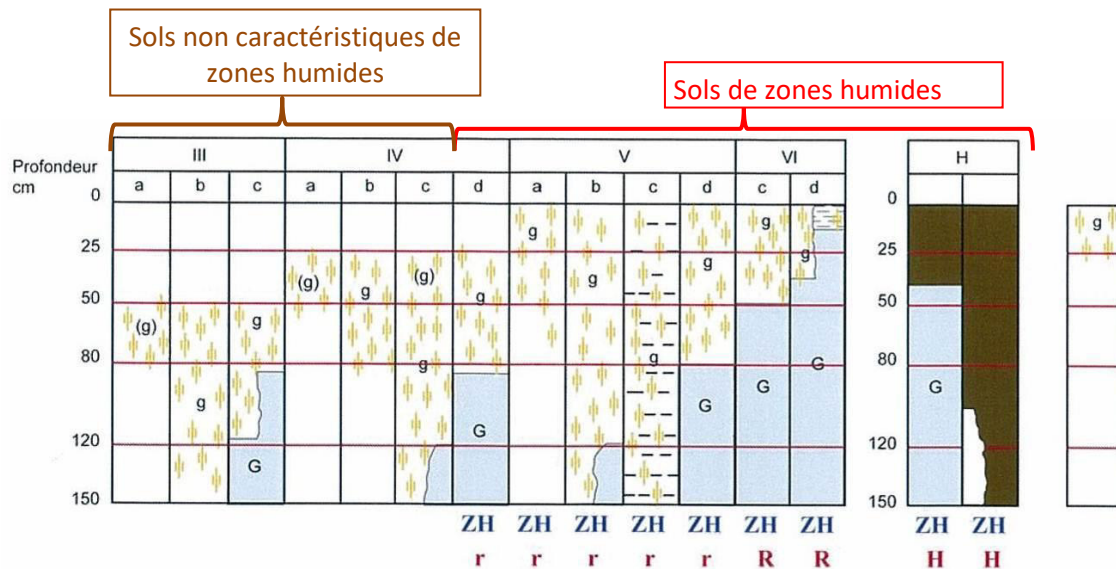 Sols non caractéristiques de
zones humides
Sols de zones humides
Profondeur
cm
III
IV
V
VI
H
a
b
c
a
b
c
d
a
b
c
d
c
d
0
25
50
80
120
150
0
25
50
80
120
150
(g)
g
g
G
(g)
g
(g)
g
g
G
g
g
g
g
G
g
G
g
G
G
g
ZH ZH ZH ZH ZH ZH ZH ZH ZH
r r r r r R R H H